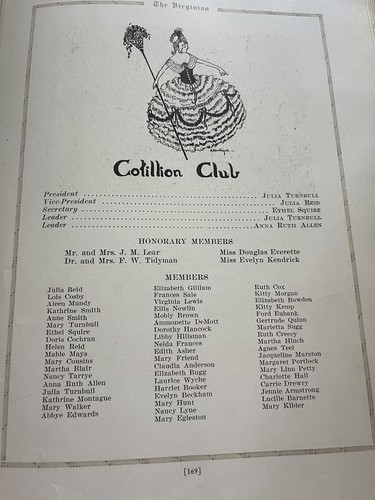 The Virginian
Cotillion Club
President JULIA TURNBULL
Vice-President JULIA REID
Secretary ETHEL SQUIRE
Leader JULIA TURNBULL
Leader ANNA RUTH ALLEN
HONORARY MEMBERS
Mr. and Mrs. J. M. Lear
Dr. and Mrs. F. W. Tidyman
Miss Douglas Everette
Miss Evelyn Kendrick
MEMBERS
Julia Reid
Lois Cosby
Aleen Mundy
Kathrine Smith
Anne Smith
Mary Turnbull
Ethel Squire
Doris Cochran
Helen Reid
Mable Mays
Mary Cousins
Martha Blair
Nancy Tarrye
Anna Ruth Allen
Julia Turnbull
Kathrine Montague
Mary Walker
Abbye Edwards
Elizabeth Gilliam
Frances Sale
Virginia Lewis
Ellis Nowlin
Mobly Brown
Ammonette DeMott
Dorothy Hancock
Libby Hillsman
Nelda Frances
Edith Asher
Mary Friend
Claudia Anderson
Elizabeth Bugg
Laurice Wyche
Harriet Booker
Evelyn Beckham
Mary Hunt
Nancy Lyne
Mary Egleston
Ruth Cox
Kitty Morgan
Elizabeth Bowden
Kitty Kemp
Ford Eubank
Gertrude Quinn
Marietta Sugg
Ruth Creecy
Martha Hinch
Agnes Teel
Jacqueline Marston
Margaret Portlock
Mary Linn Petty
Charlotte Hall
Carrie Drewry
Jennie Armstrong
Lucille Barnette
Mary Kibler
[169]